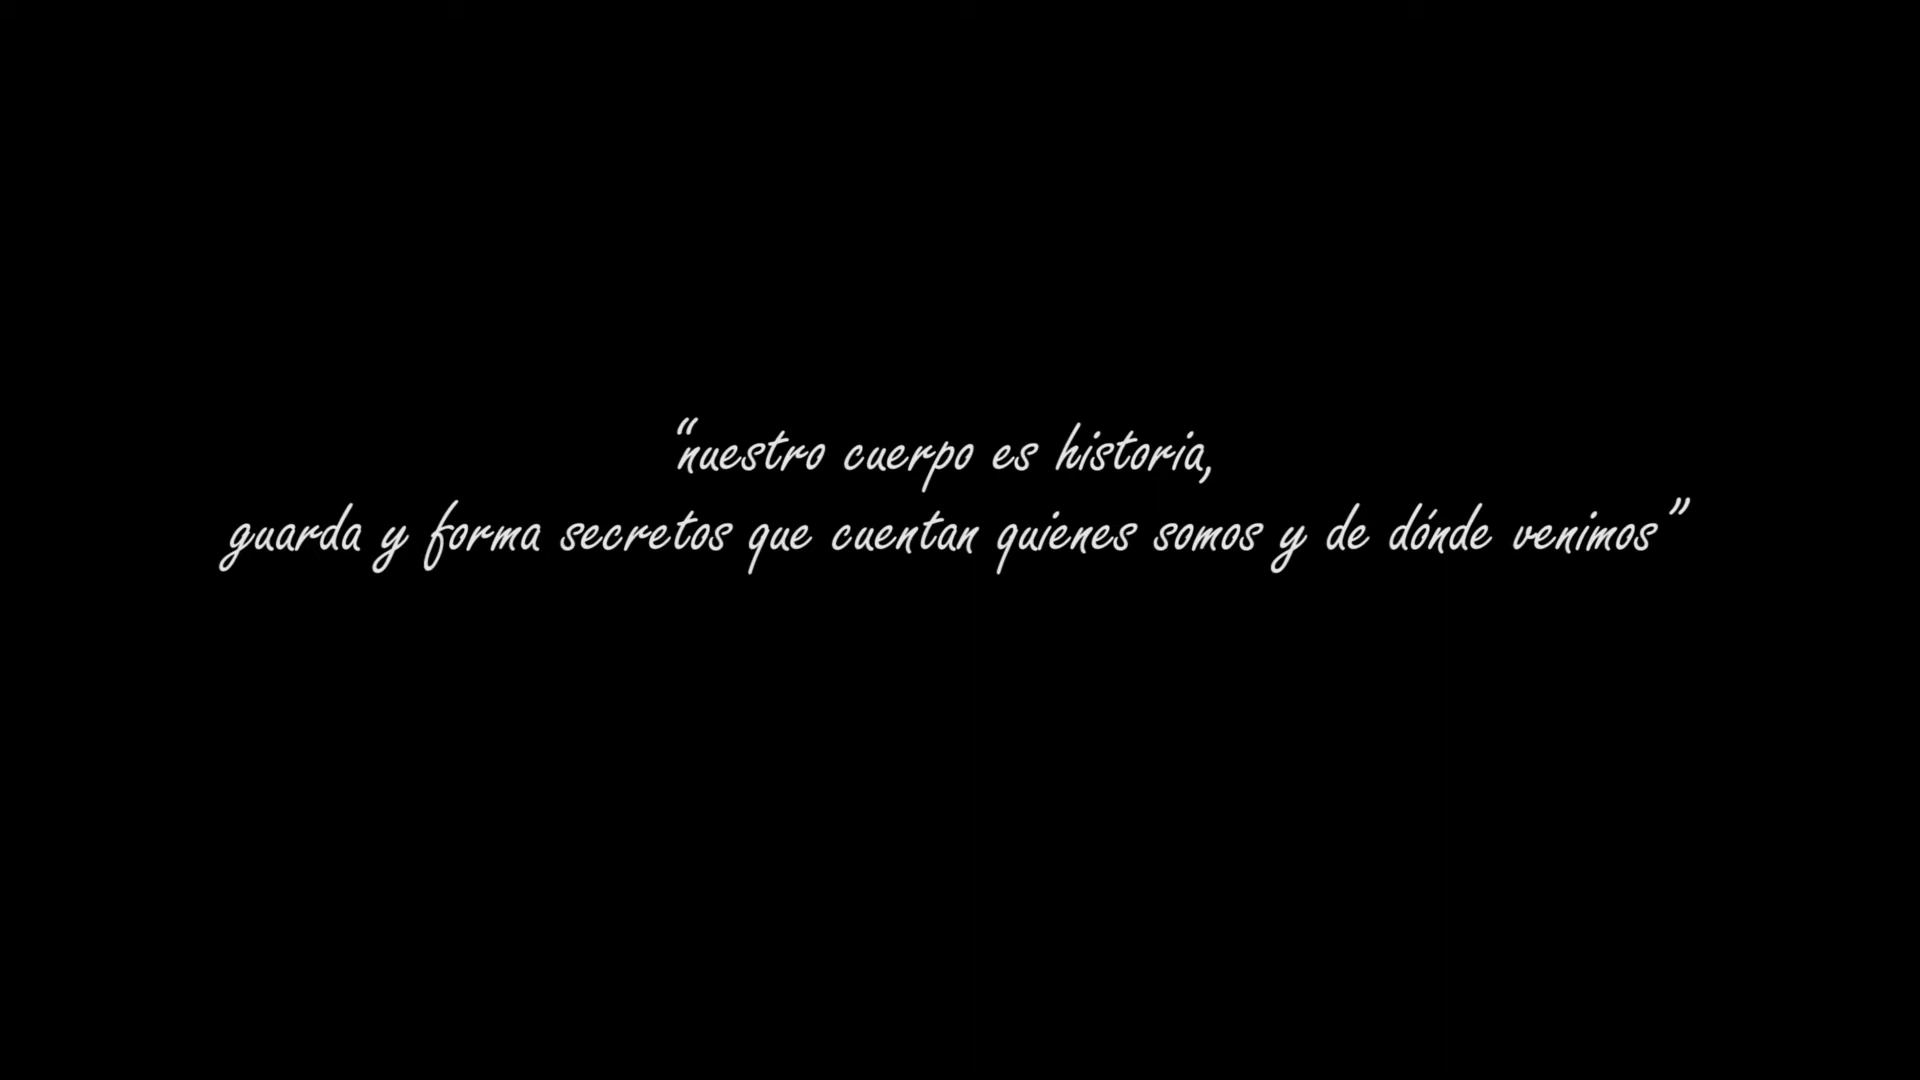 “nuestro cuerpo es historia,
guarda y forma secretos que cuentan quienes somos y de dónde venimos”